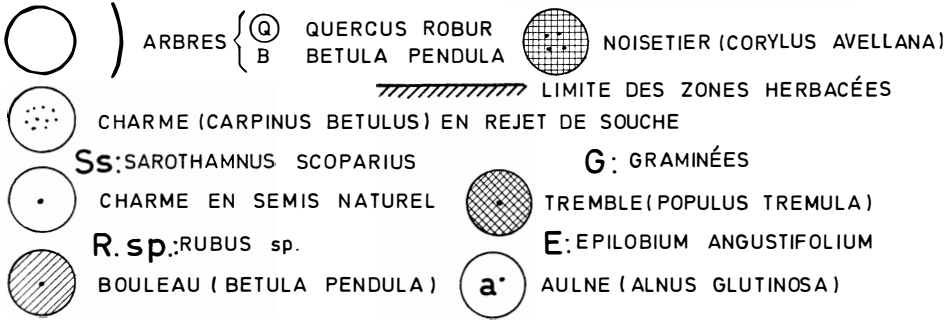 ARBRES { Q QUERCUS ROBUR
B BETULA PENDULA
NOISETIER (CORYLUS AVELLANA)
LIMITE DES ZONES HERBACÉES
CHARME (CARPINUS BETULUS) EN REJET DE SOUCHE
Ss: SAROTHAMNUS SCOPARIUS
G: GRAMINÉES
CHARME EN SEMIS NATUREL
TREMBLE (POPULUS TREMULA)
R. sp.: RUBUS sp.
E: EPILOBIUM ANGUSTIFOLIUM
BOULEAU (BETULA PENDULA)
a AULNE (ALNUS GLUTINOSA)